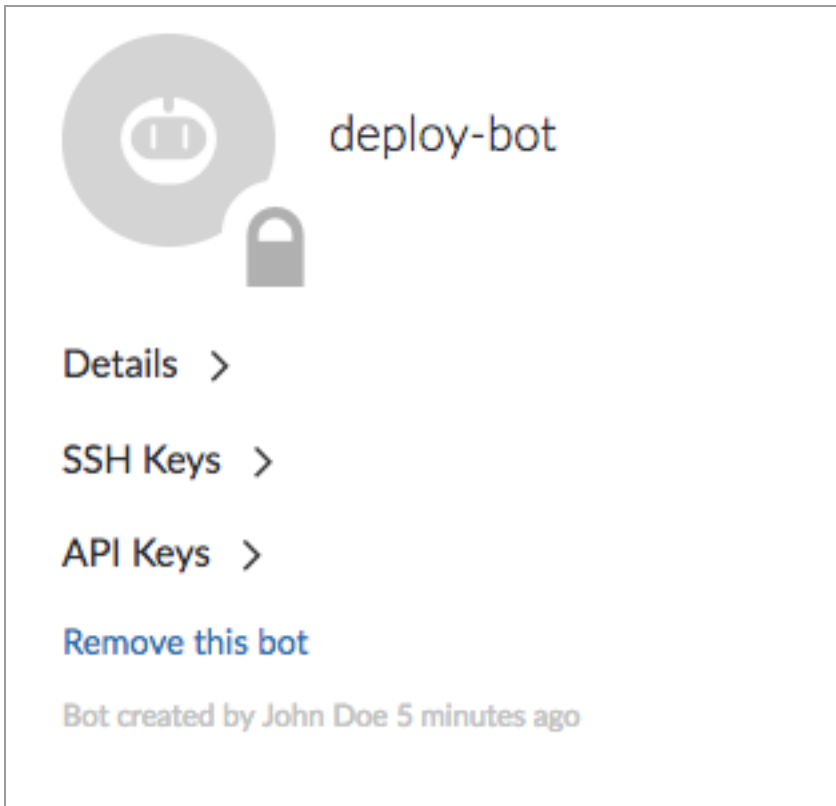 deploy-bot
Details
SSH Keys
API Keys
Remove this bot
Bot created by John Doe 5 minutes ago